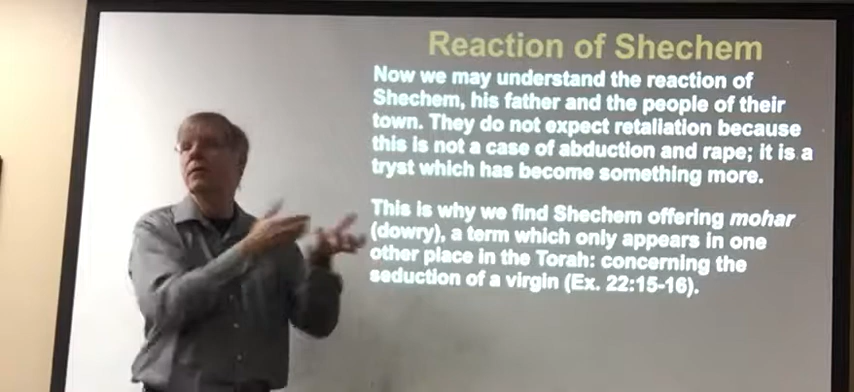 Reaction of Shechem
Now we may understand the reaction of
Shechem, his father and the people of their
town. They do not expect retaliation because
this is not a case of abduction and rape; it is a
tryst which has become something more.
This is why we find Shechem offering mohar
(dowry), a term which only appears in one
other place in the Torah: concerning the
seduction of a virgin (Ex. 22:15-16).